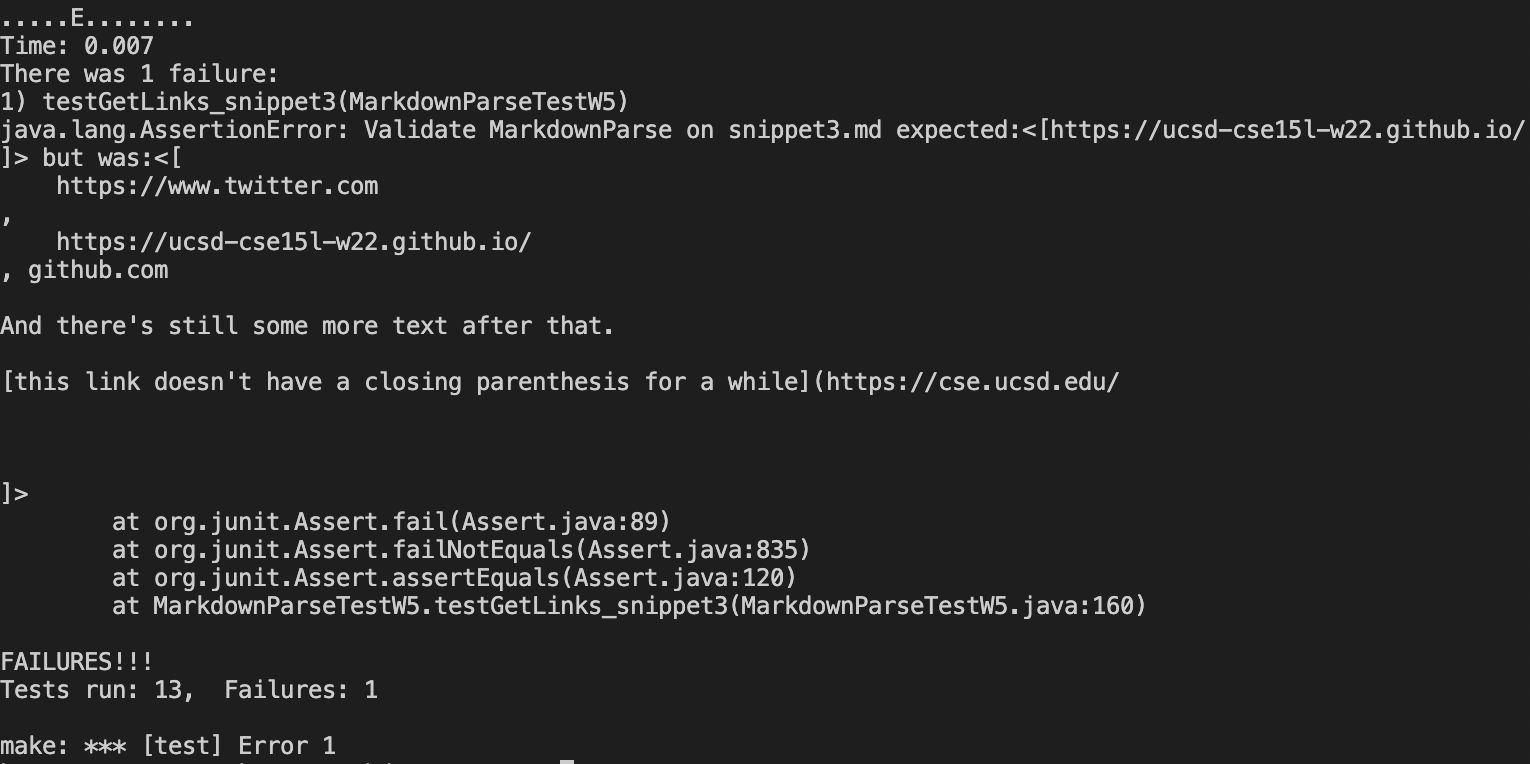 .....E........
Time: 0.007
There was 1 failure:
1) testGetLinks_snippet3(MarkdownParseTestW5)
java.lang.AssertionError: Validate MarkdownParse on snippet3.md expected:<[https://ucsd-cse15l-w22.github.io/
]> but was:<[
    https://www.twitter.com
,
    https://ucsd-cse15l-w22.github.io/
, github.com

And there's still some more text after that.

[this link doesn't have a closing parenthesis for a while](https://cse.ucsd.edu/



]>
        at org.junit.Assert.fail(Assert.java:89)
        at org.junit.Assert.failNotEquals(Assert.java:835)
        at org.junit.Assert.assertEquals(Assert.java:120)
        at MarkdownParseTestW5.testGetLinks_snippet3(MarkdownParseTestW5.java:160)

FAILURES!!!
Tests run: 13,  Failures: 1

make: *** [test] Error 1